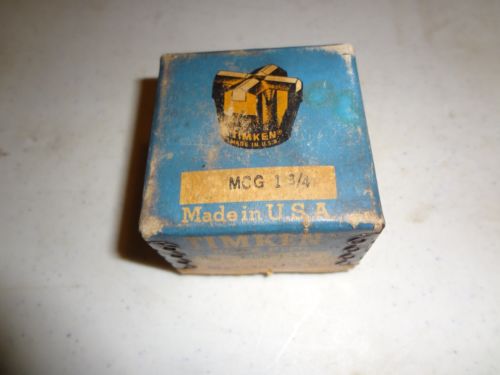 TIMKEN
MADE IN U.S.A.
MCG 1 3/4
Made in U.S.A.
TIMKEN